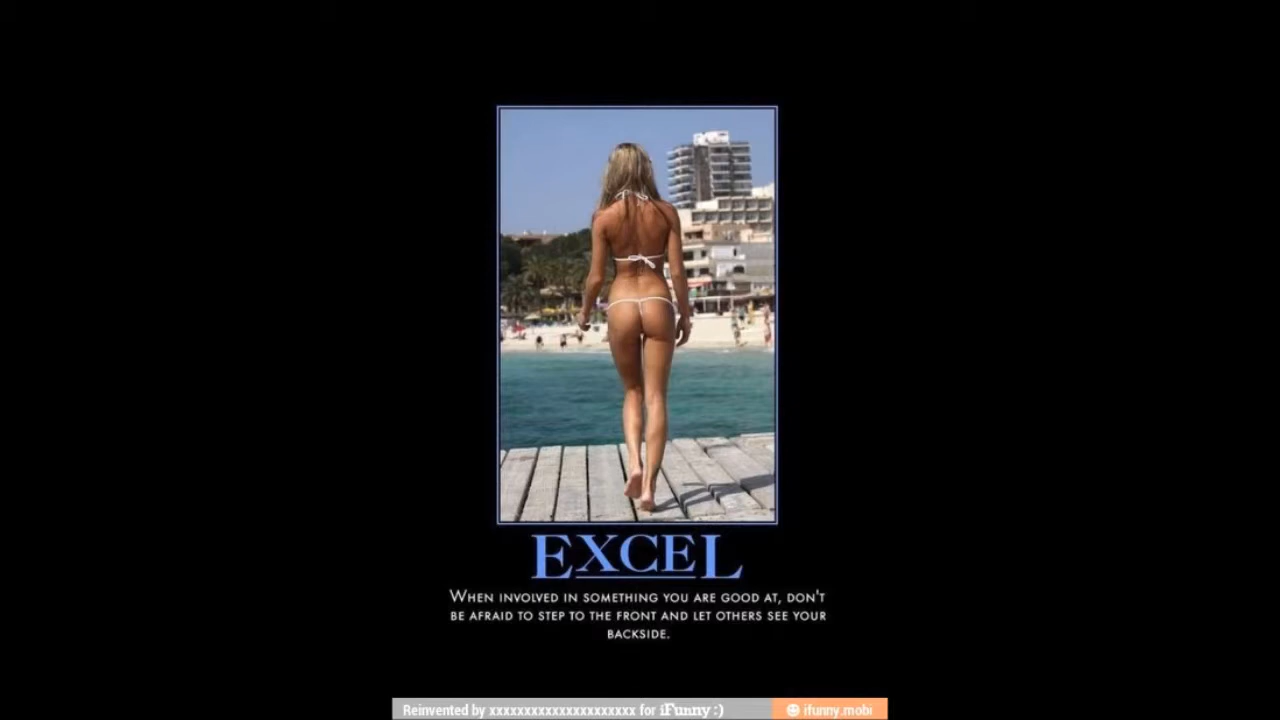 EXCEL
WHEN INVOLVED IN SOMETHING YOU ARE GOOD AT, DON'T
BE AFRAID TO STEP TO THE FRONT AND LET OTHERS SEE YOUR
BACKSIDE.
Reinvented by xxxxxxxxxxxxxxxxxxxxx for iFunny :) ifunny.mobi